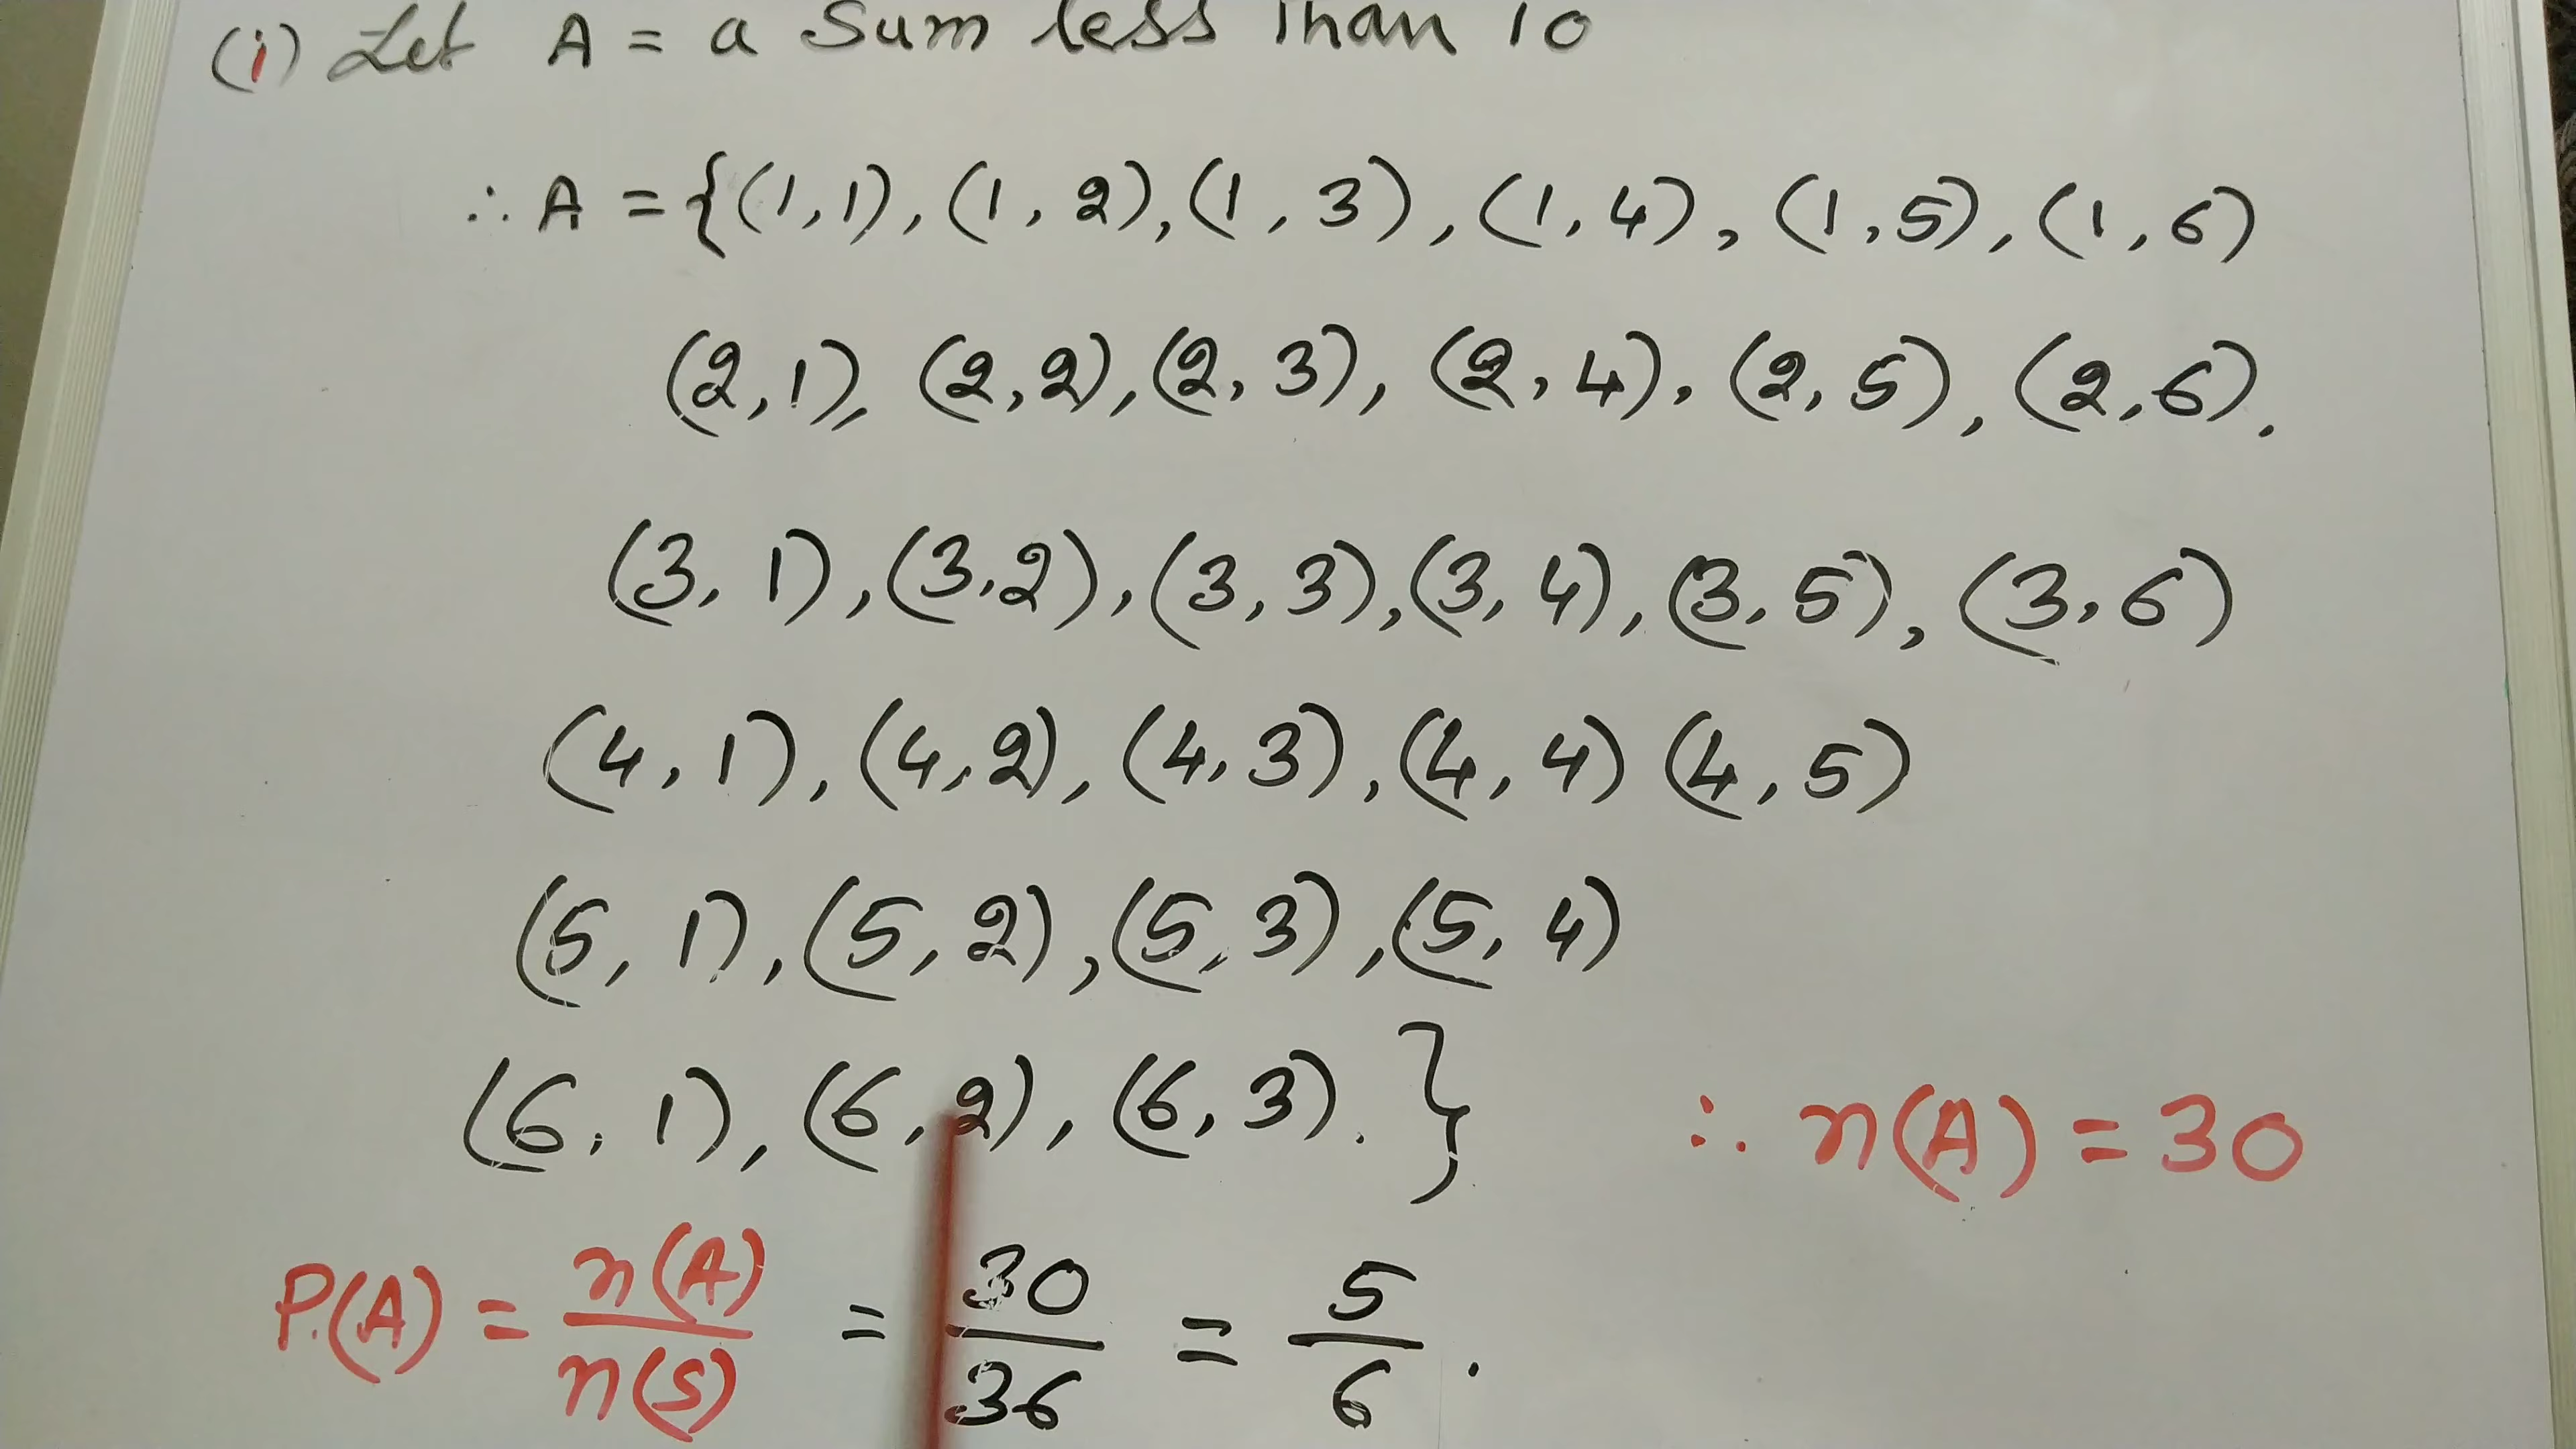 (i) Let A = a Sum less than 10
∴ A = {(1,1), (1, 2), (1, 3), (1, 4), (1,5), (1, 6)
(2,1), (2,2), (2, 3), (2, 4), (2, 5), (2,6).
(3, 1), (3,2), (3, 3), (3, 4), (3, 5), (3, 6)
(4, 1), (4, 2), (4, 3), (4, 4) (4, 5)
(5, 1), (5, 2), (5, 3), (5, 4)
(6, 1), (6, 2), (6, 3). } ∴ n(A) = 30
P(A) = n(A)/n(S) = 30/36 = 5/6.